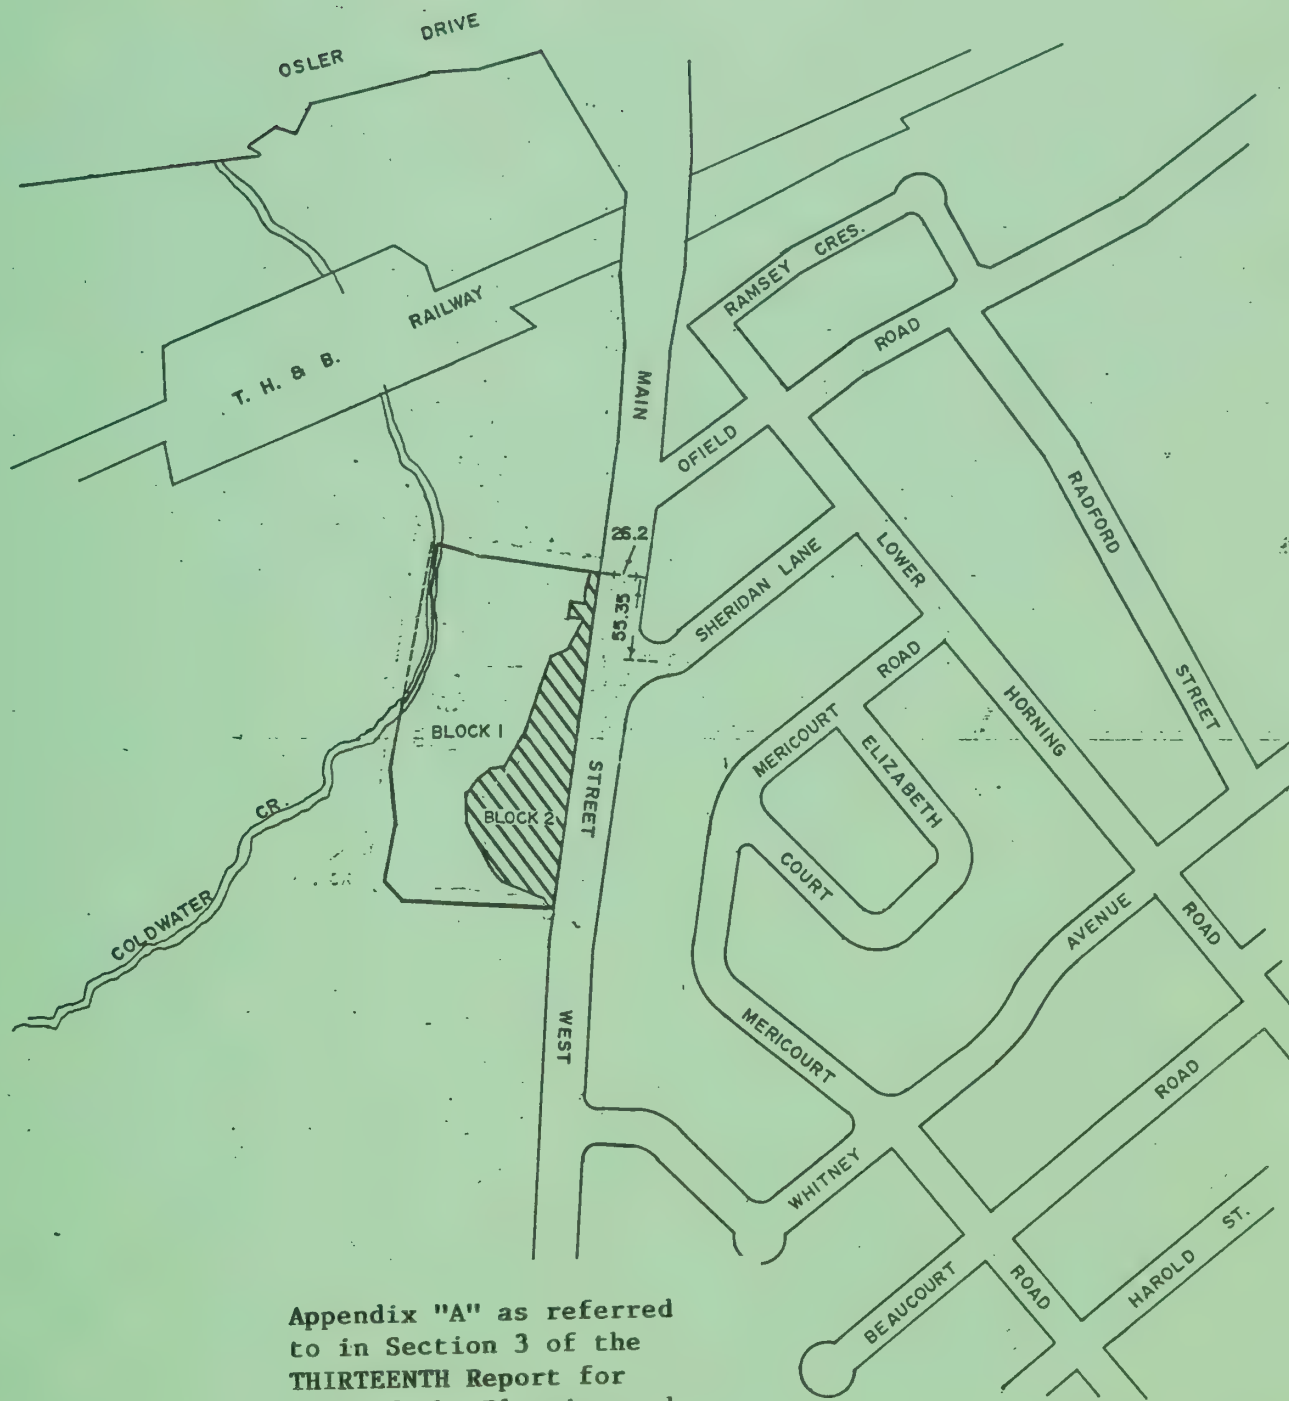 OSLER DRIVE
RAMSEY CRES.
RAILWAY
T. H. & B.
ROAD
MAIN
OFIELD
RADFORD
26.2
LOWER
SHERIDAN LANE
55.35
ROAD
STREET
HORNING
BLOCK 1
MERICOURT
ELIZABETH
STREET
CR.
BLOCK 2
COURT
COLDWATER
AVENUE
ROAD
WEST
MERICOURT
ROAD
WHITNEY
ST.
HAROLD
ROAD
BEAUCOURT
Appendix "A" as referred
to in Section 3 of the
THIRTEENTH Report for